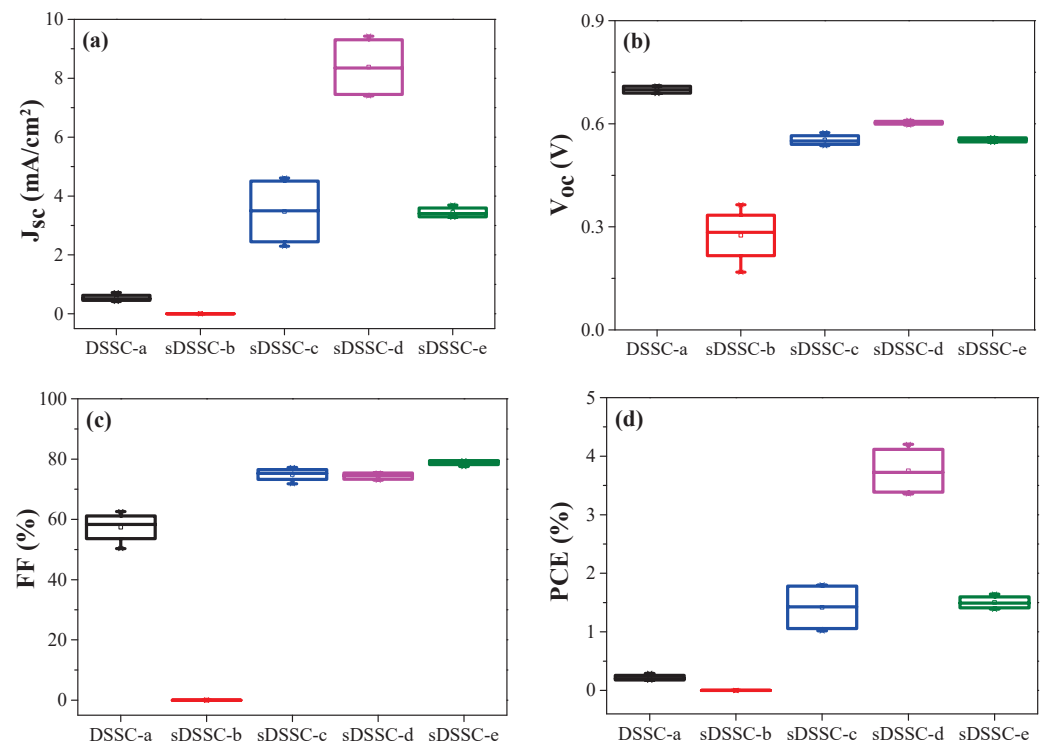 (a)
10
8
6
4
2
0
J_SC (mA/cm²)
DSSC-a sDSSC-b sDSSC-c sDSSC-d sDSSC-e
(b)
0.9
0.6
0.3
0.0
V_OC (V)
DSSC-a sDSSC-b sDSSC-c sDSSC-d sDSSC-e
(c)
100
80
60
40
20
0
FF (%)
DSSC-a sDSSC-b sDSSC-c sDSSC-d sDSSC-e
(d)
5
4
3
2
1
0
PCE (%)
DSSC-a sDSSC-b sDSSC-c sDSSC-d sDSSC-e